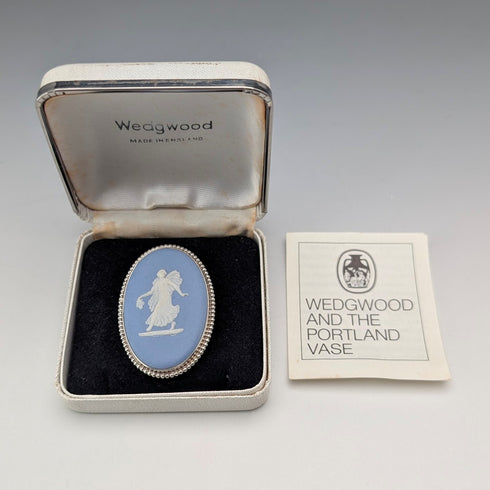 Wedgwood
MADE IN ENGLAND
WEDGWOOD
AND THE
PORTLAND
VASE